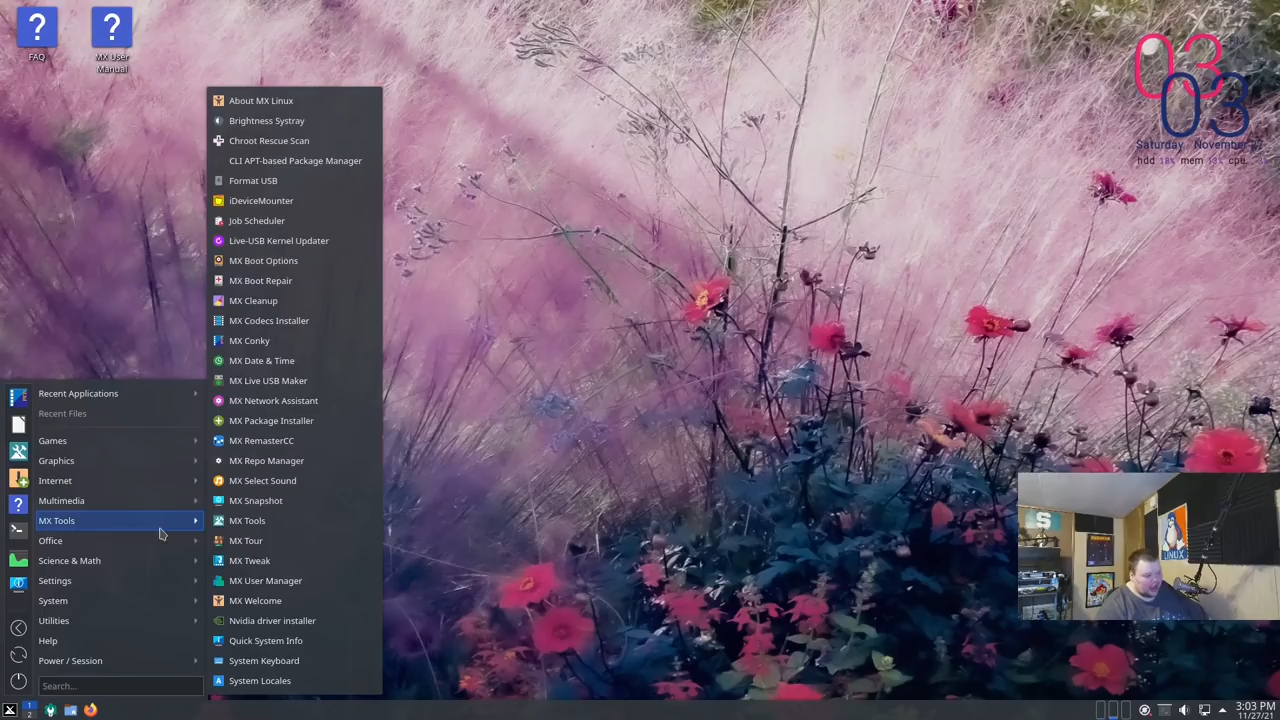 FAQ
MX User
Manual
03
PM
03
Saturday November 27
hdd 18% mem 13% cpu
About MX Linux
Brightness Systray
Chroot Rescue Scan
CLI APT-based Package Manager
Format USB
iDeviceMounter
Job Scheduler
Live-USB Kernel Updater
MX Boot Options
MX Boot Repair
MX Cleanup
MX Codecs Installer
MX Conky
MX Date & Time
MX Live USB Maker
MX Network Assistant
MX Package Installer
MX RemasterCC
MX Repo Manager
MX Select Sound
MX Snapshot
MX Tools
MX Tour
MX Tweak
MX User Manager
MX Welcome
Nvidia driver installer
Quick System Info
System Keyboard
System Locales
Recent Applications
Recent Files
Games
Graphics
Internet
Multimedia
MX Tools
Office
Science & Math
Settings
System
Utilities
Help
Power / Session
Search...
S
LINUX
1
2
3:03 PM
11/27/21